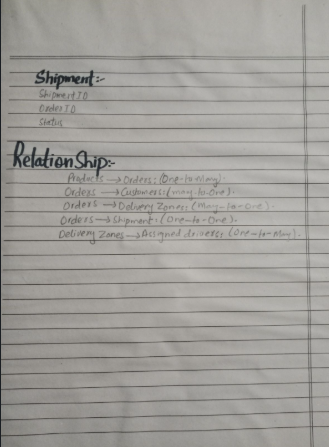 Shipment:-
Shipment ID
Order ID
Status
RelationShip:-
Products → Orders: (One-to-Many).
Orders → Customers: (Many-to-One).
Orders → Delivery Zones: (Many-to-One).
Orders → Shipment: (One-to-One).
Delivery Zones → Assigned drivers: (One-to-Many).